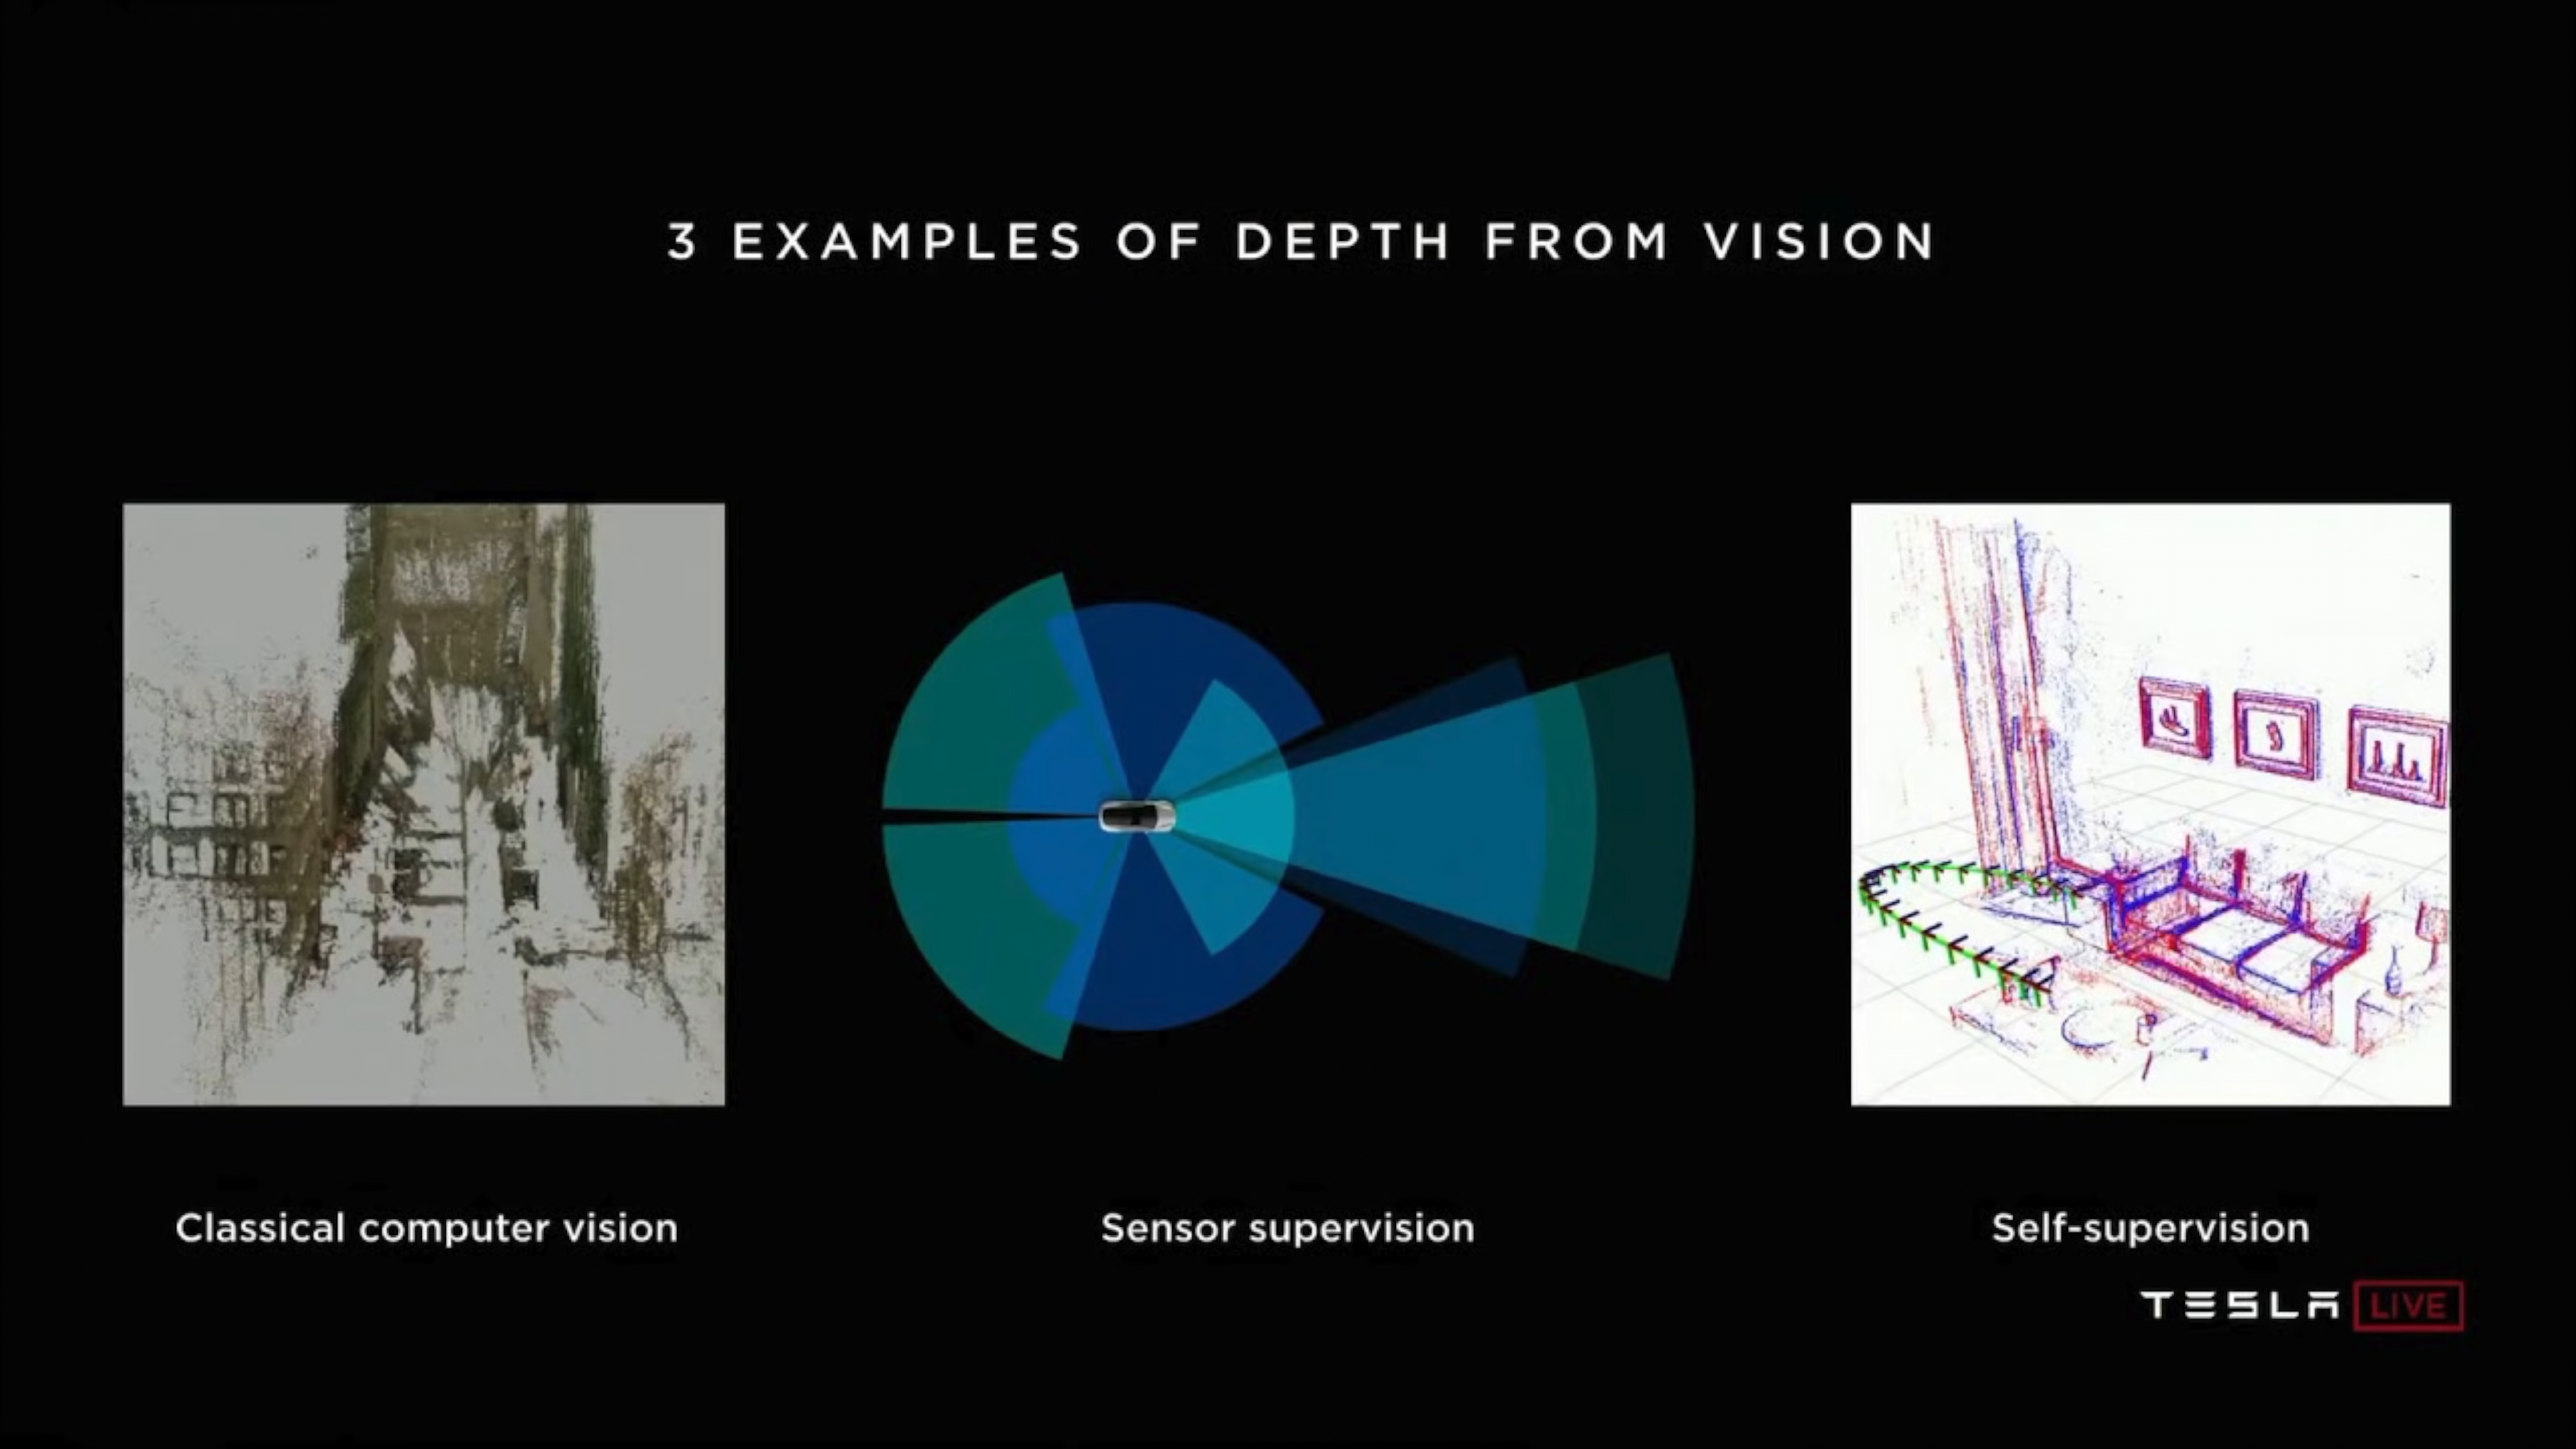 3 EXAMPLES OF DEPTH FROM VISION
Classical computer vision
Sensor supervision
Self-supervision
TESLA LIVE